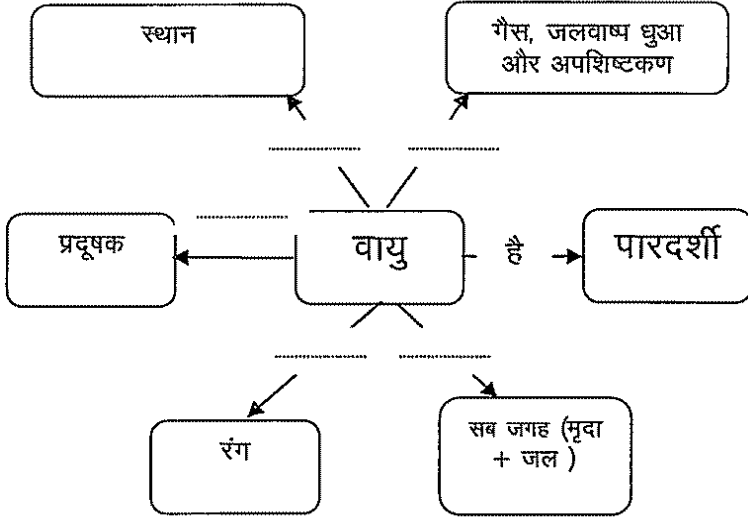 स्थान
गैस, जलवाष्प धुआ
और अपशिष्टकण
प्रदूषक
वायु
है
पारदर्शी
रंग
सब जगह (मृदा
+ जल )